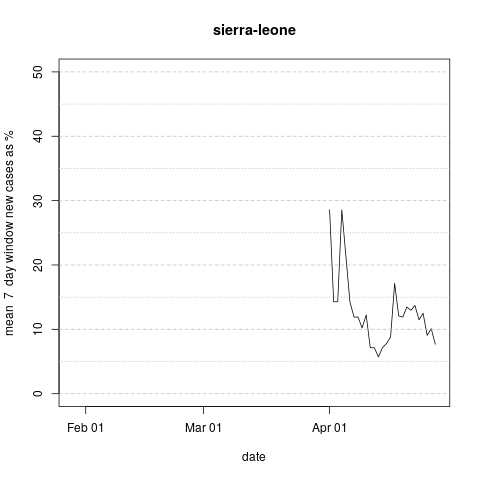 sierra-leone
mean 7 day window new cases as %
50
40
30
20
10
0
Feb 01
Mar 01
Apr 01
date